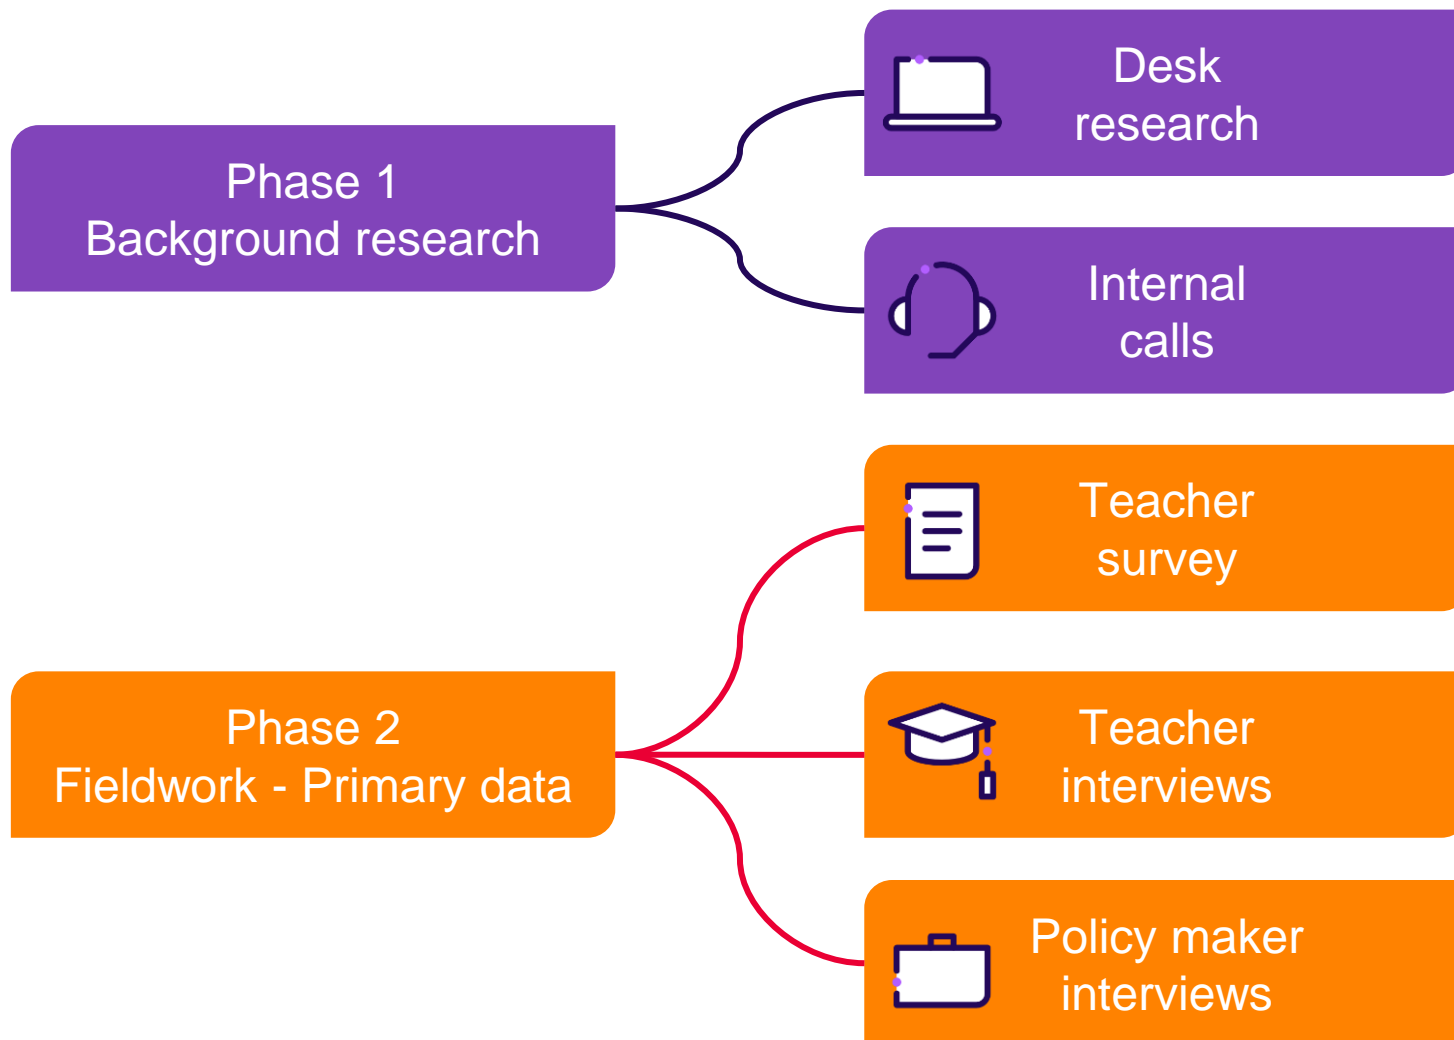 Phase 1
Background research
Desk
research
Internal
calls
Phase 2
Fieldwork - Primary data
Teacher
survey
Teacher
interviews
Policy maker
interviews